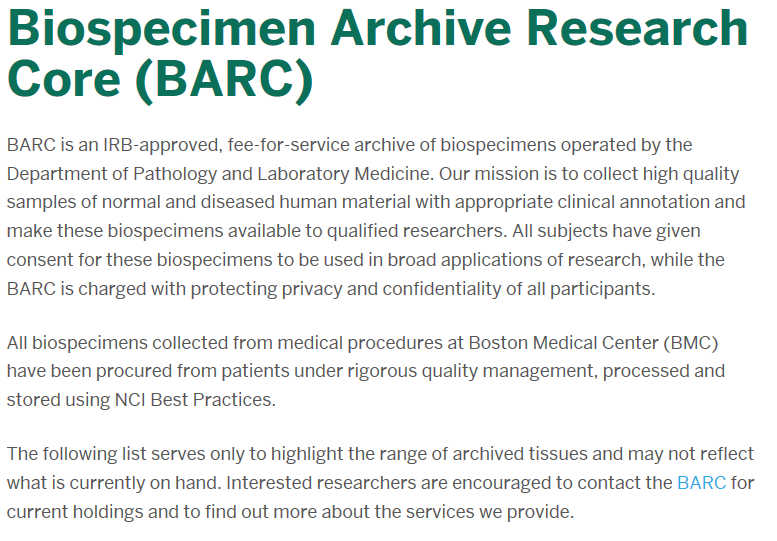 Biospecimen Archive Research
Core (BARC)
BARC is an IRB-approved, fee-for-service archive of biospecimens operated by the
Department of Pathology and Laboratory Medicine. Our mission is to collect high quality
samples of normal and diseased human material with appropriate clinical annotation and
make these biospecimens available to qualified researchers. All subjects have given
consent for these biospecimens to be used in broad applications of research, while the
BARC is charged with protecting privacy and confidentiality of all participants.
All biospecimens collected from medical procedures at Boston Medical Center (BMC)
have been procured from patients under rigorous quality management, processed and
stored using NCI Best Practices.
The following list serves only to highlight the range of archived tissues and may not reflect
what is currently on hand. Interested researchers are encouraged to contact the BARC for
current holdings and to find out more about the services we provide.